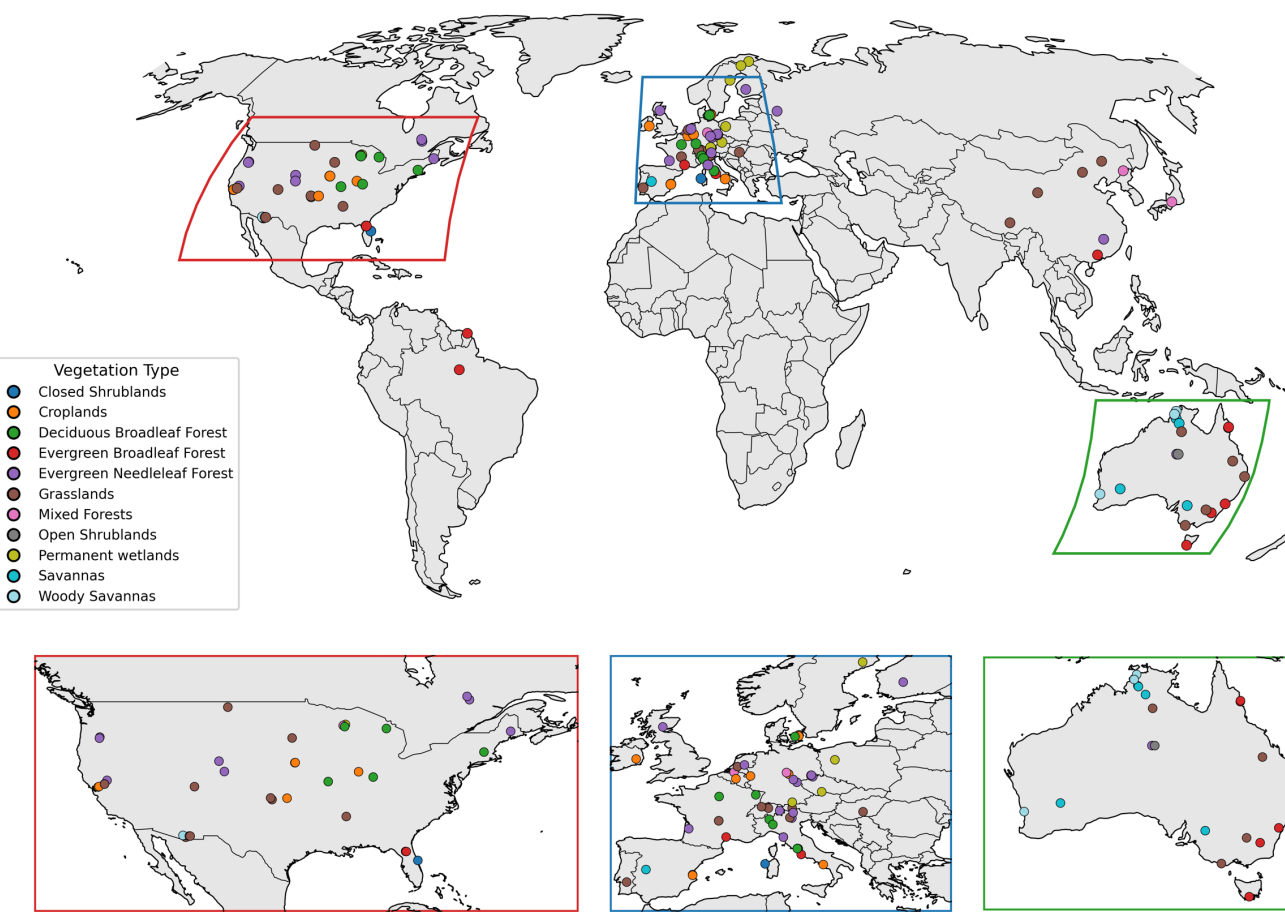 Vegetation Type
Closed Shrublands
Croplands
Deciduous Broadleaf Forest
Evergreen Broadleaf Forest
Evergreen Needleleaf Forest
Grasslands
Mixed Forests
Open Shrublands
Permanent wetlands
Savannas
Woody Savannas